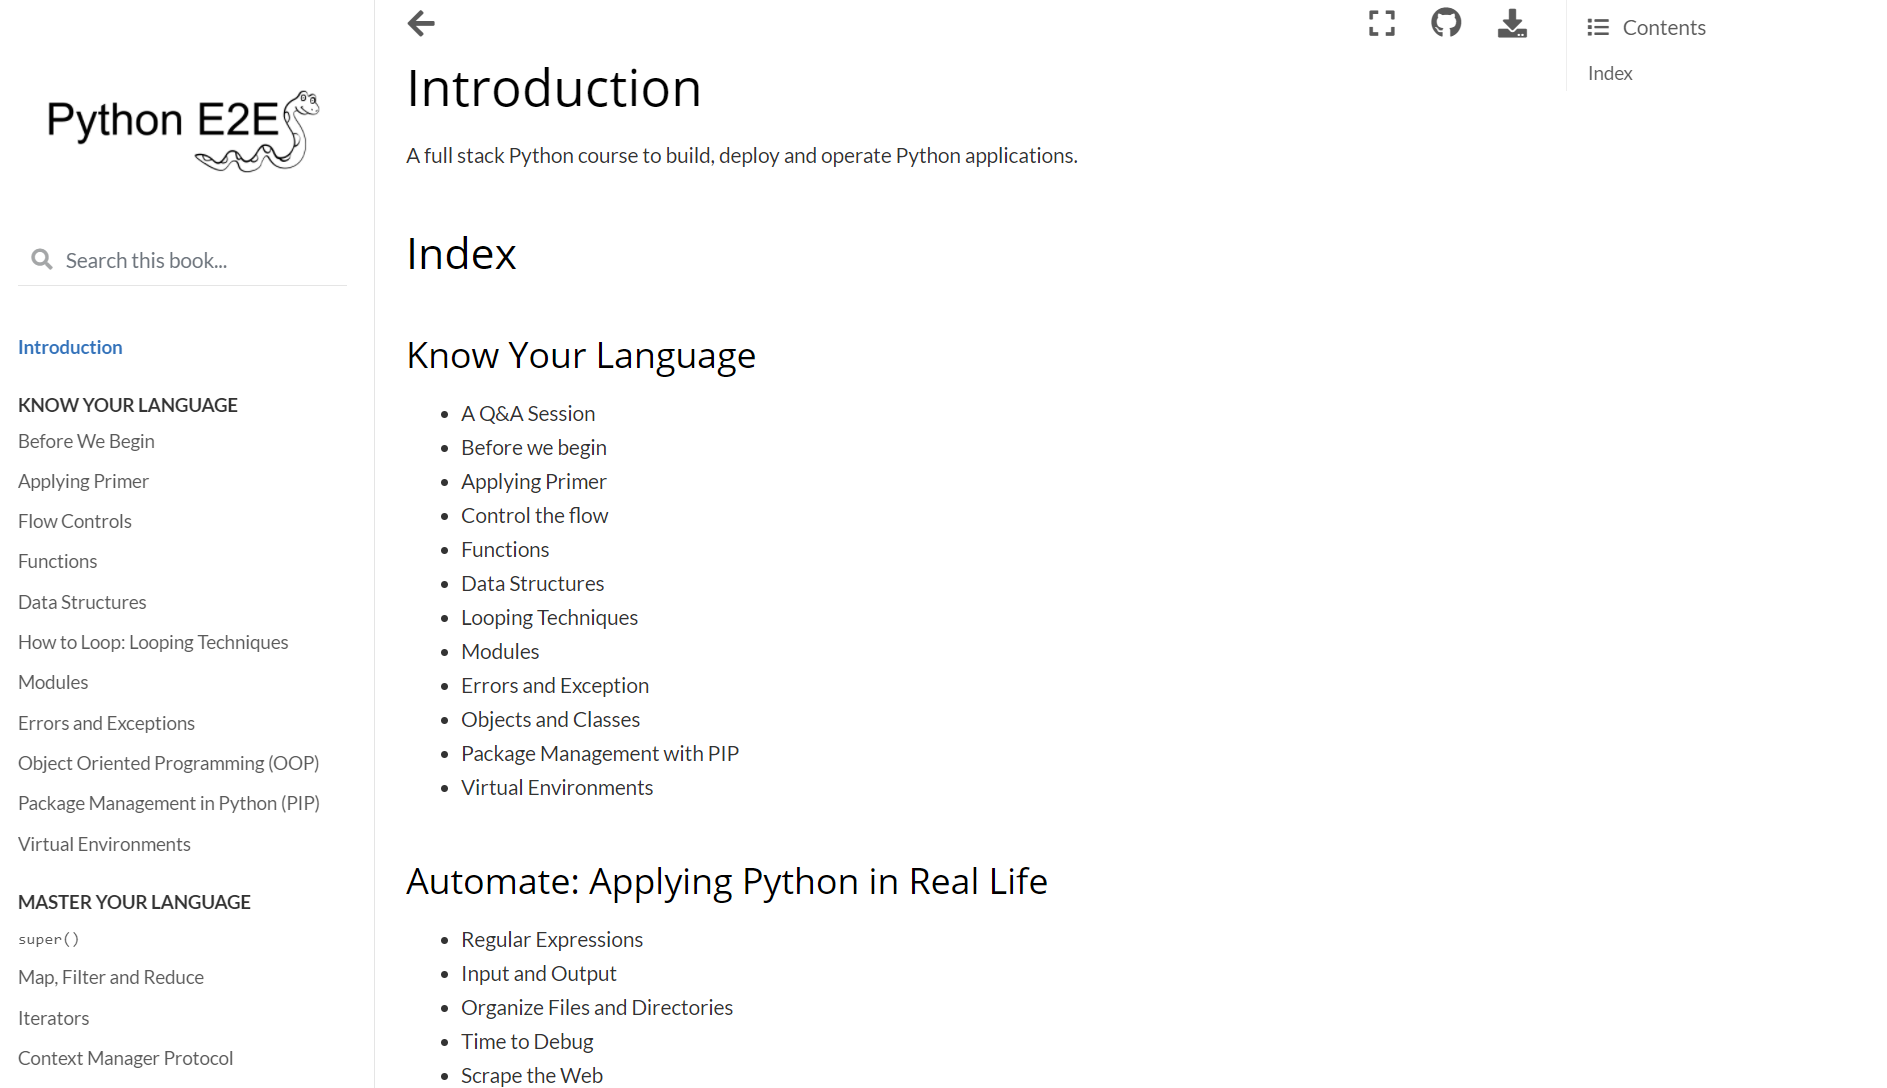 Python E2E
Search this book...
Introduction
KNOW YOUR LANGUAGE
Before We Begin
Applying Primer
Flow Controls
Functions
Data Structures
How to Loop: Looping Techniques
Modules
Errors and Exceptions
Object Oriented Programming (OOP)
Package Management in Python (PIP)
Virtual Environments
MASTER YOUR LANGUAGE
super()
Map, Filter and Reduce
Iterators
Context Manager Protocol
Introduction
A full stack Python course to build, deploy and operate Python applications.
Index
Know Your Language
A Q&A Session
Before we begin
Applying Primer
Control the flow
Functions
Data Structures
Looping Techniques
Modules
Errors and Exception
Objects and Classes
Package Management with PIP
Virtual Environments
Automate: Applying Python in Real Life
Regular Expressions
Input and Output
Organize Files and Directories
Time to Debug
Scrape the Web
Contents
Index